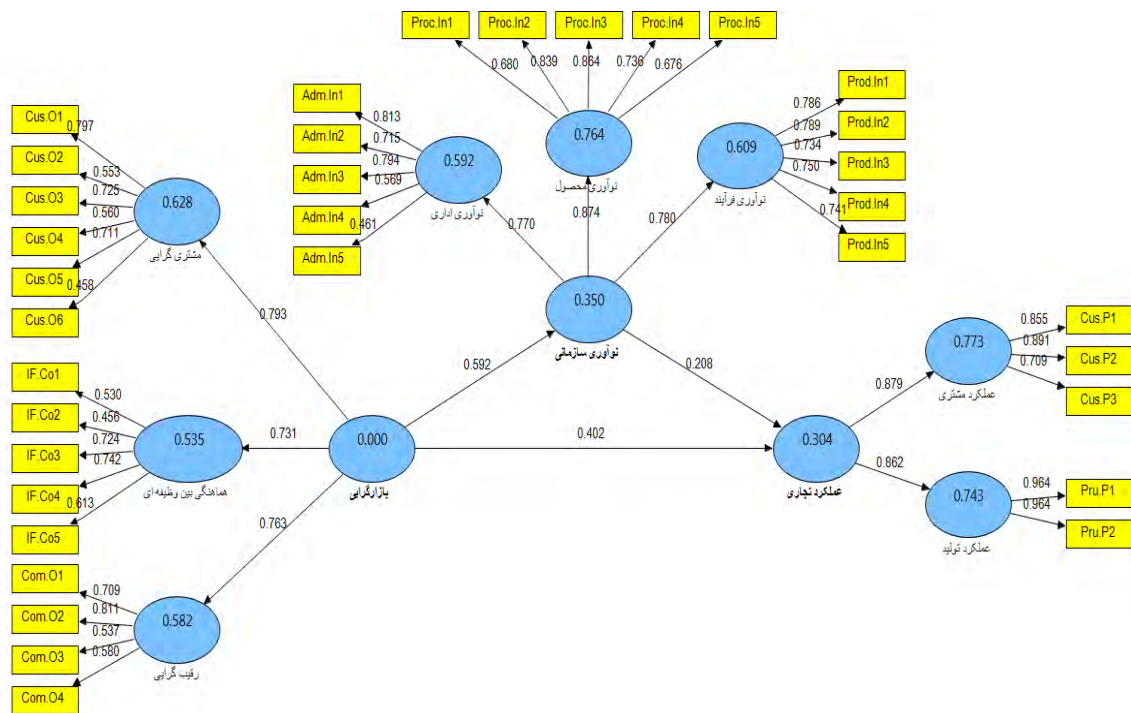 Proc.In1
Proc.In2
Proc.In3
Proc.In4
Proc.In5
0.680
0.839
0.864
0.736
0.676
0.764
نوآوری محصول
Adm.In1
Adm.In2
Adm.In3
Adm.In4
Adm.In5
0.813
0.715
0.794
0.569
0.461
0.592
نوآوری اداری
Prod.In1
Prod.In2
Prod.In3
Prod.In4
Prod.In5
0.786
0.789
0.734
0.750
0.741
0.609
نوآوری فرآیند
Cus.O1
Cus.O2
Cus.O3
Cus.O4
Cus.O5
Cus.O6
0.797
0.553
0.725
0.560
0.711
0.458
0.628
مشتری گرایی
0.770
0.874
0.780
0.350
نوآوری سازمانی
0.793
0.592
0.208
IF.Co1
IF.Co2
IF.Co3
IF.Co4
IF.Co5
0.530
0.456
0.724
0.742
0.613
0.535
هماهنگی بین وظیفه ای
0.731
0.000
بازارگرایی
0.402
0.304
عملکرد تجاری
0.879
0.862
0.773
عملکرد مشتری
0.855
0.891
0.709
Cus.P1
Cus.P2
Cus.P3
0.743
عملکرد تولید
0.964
0.964
Pru.P1
Pru.P2
0.763
Com.O1
Com.O2
Com.O3
Com.O4
0.709
0.811
0.537
0.580
0.582
رقیب گرایی